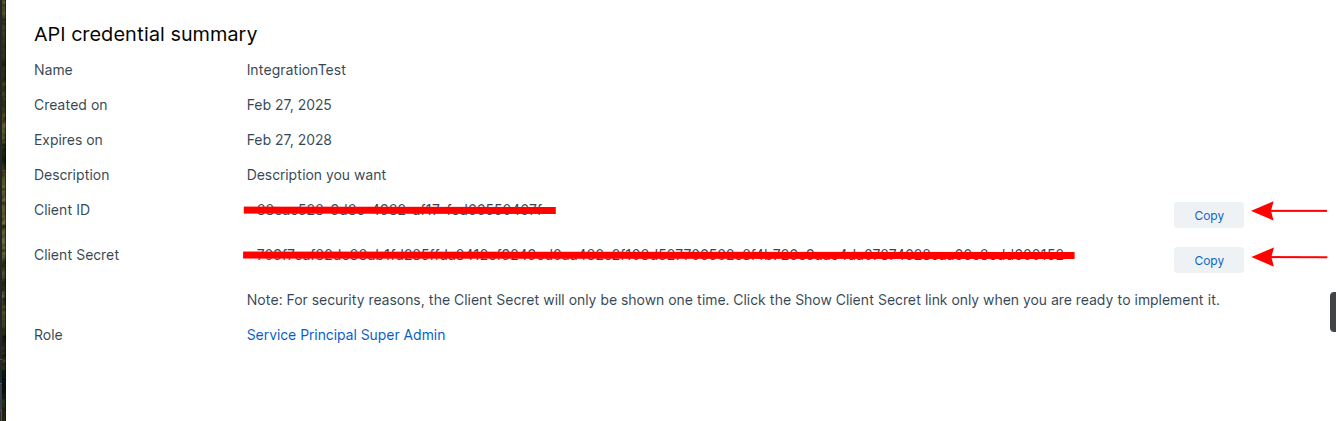 API credential summary
Name IntegrationTest
Created on Feb 27, 2025
Expires on Feb 27, 2028
Description Description you want
Client ID Copy
Client Secret Copy
Note: For security reasons, the Client Secret will only be shown one time. Click the Show Client Secret link only when you are ready to implement it.
Role Service Principal Super Admin